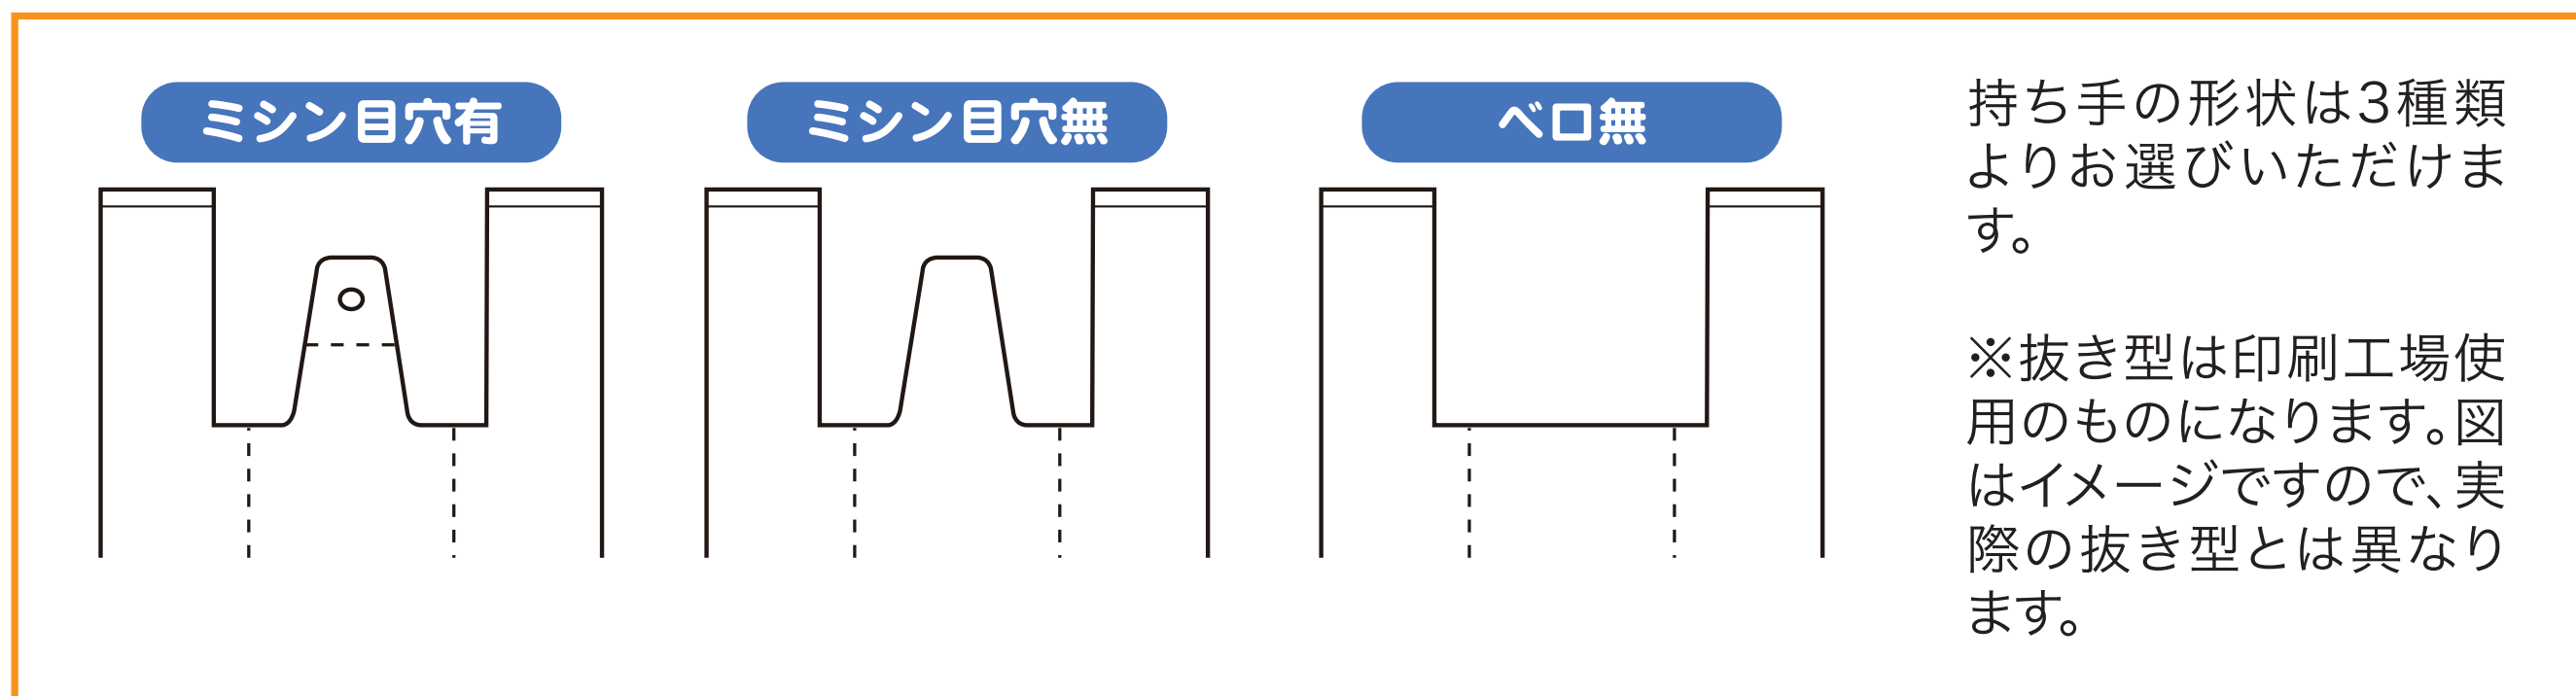 ミシン目穴有
ミシン目穴無
ベロ無
持ち手の形状は3種類
よりお選びいただけま
す。
※抜き型は印刷工場使
用のものになります。図
はイメージですので、実
際の抜き型とは異なり
ます。